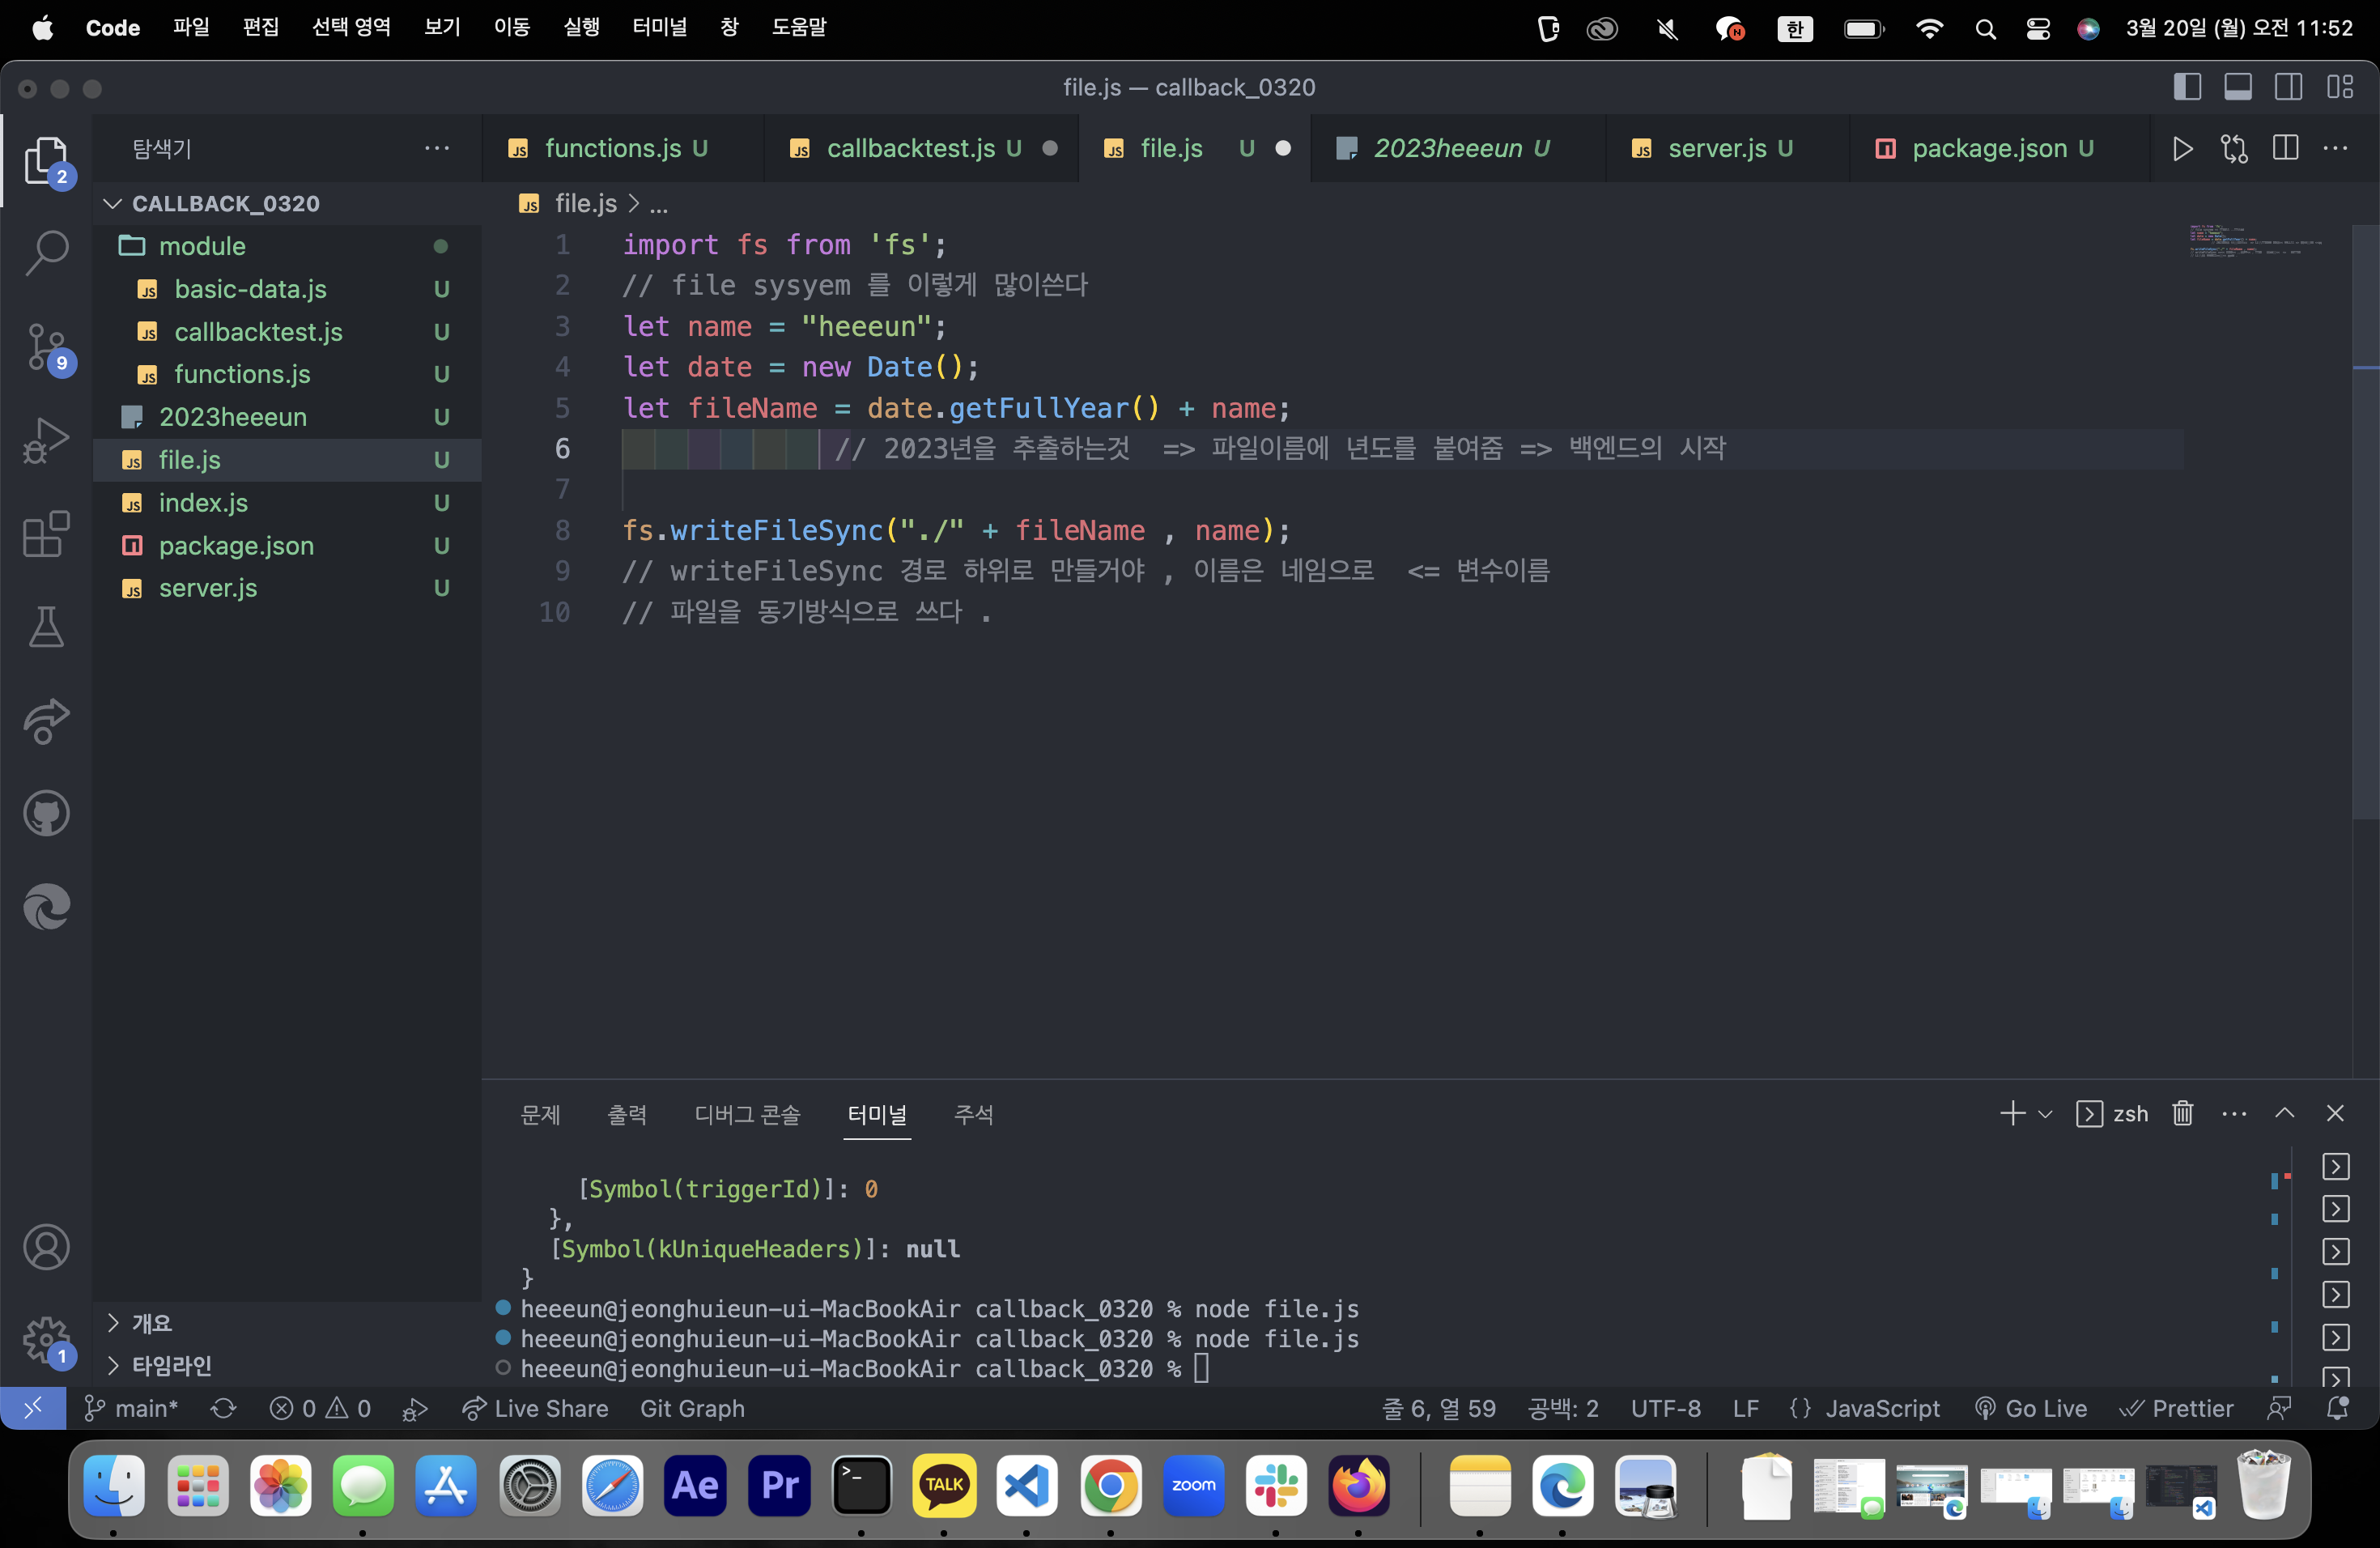 Code 파일 편집 선택 영역 보기 이동 실행 터미널 창 도움말 한 3월 20일 (월) 오전 11:52
file.js — callback_0320
탐색기
functions.js U
callbacktest.js U
file.js U
2023heeeun U
server.js U
package.json U
2
CALLBACK_0320
file.js > ...
module
basic-data.js U
callbacktest.js U
functions.js U
2023heeeun U
file.js U
index.js U
package.json U
server.js U
9
1 import fs from 'fs';
2 // file sysyem 를 이렇게 많이쓴다
3 let name = "heeeun";
4 let date = new Date();
5 let fileName = date.getFullYear() + name;
6 // 2023년을 추출하는것 => 파일이름에 년도를 붙여줌 => 백엔드의 시작
7
8 fs.writeFileSync("./" + fileName , name);
9 // writeFileSync 경로 하위로 만들거야 , 이름은 네임으로 <= 변수이름
10 // 파일을 동기방식으로 쓰다 .
문제 출력 디버그 콘솔 터미널 주석 zsh
[Symbol(triggerId)]: 0
},
[Symbol(kUniqueHeaders)]: null
}
heeeun@jeonghuieun-ui-MacBookAir callback_0320 % node file.js
heeeun@jeonghuieun-ui-MacBookAir callback_0320 % node file.js
heeeun@jeonghuieun-ui-MacBookAir callback_0320 %
개요
타임라인
1
main* 0 0 Live Share Git Graph 줄 6, 열 59 공백: 2 UTF-8 LF {} JavaScript Go Live Prettier
Ae Pr >_ TALK zoom